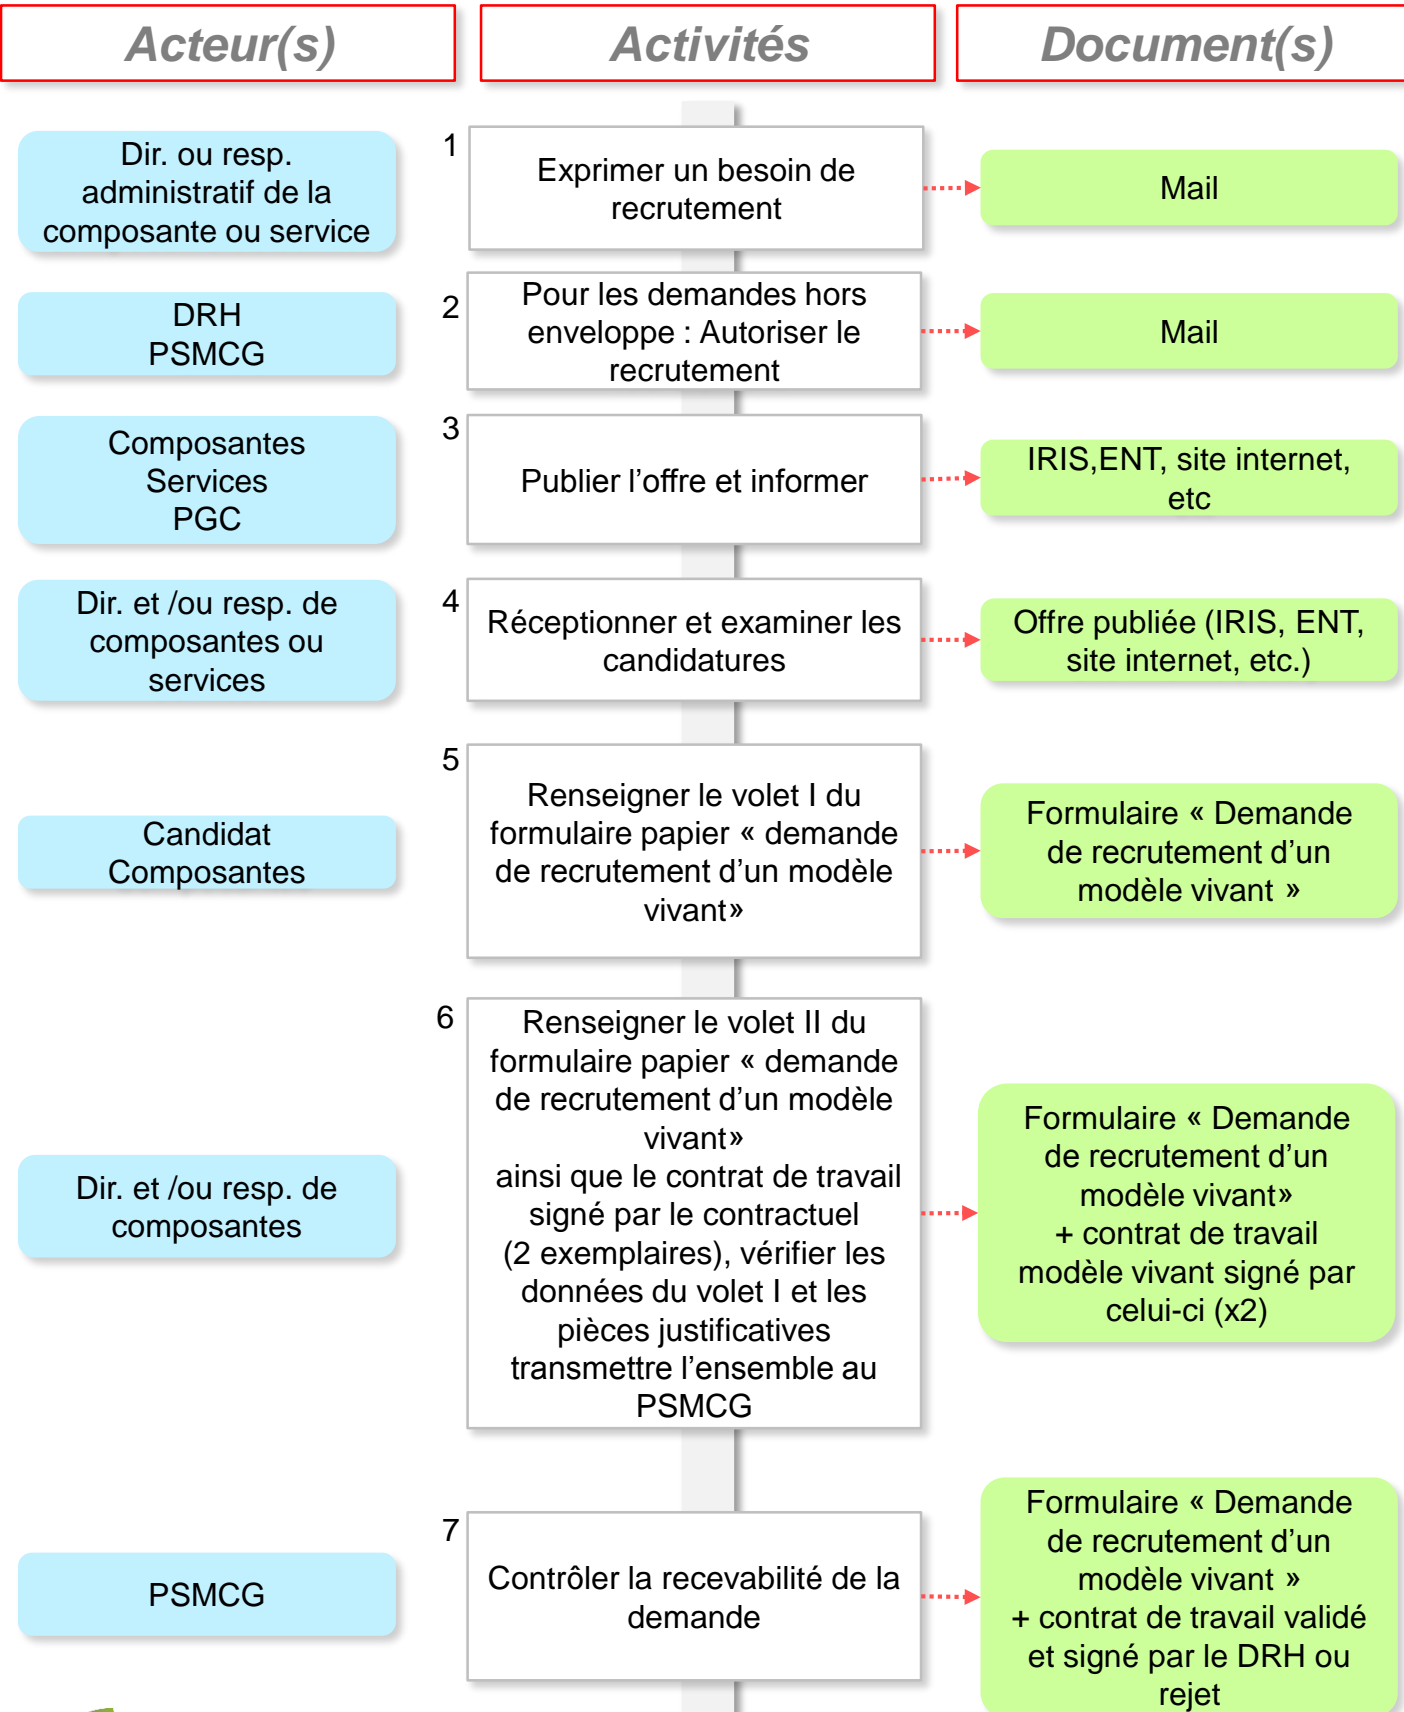 Acteur(s)
Activités
Document(s)
Dir. ou resp.
administratif de la
composante ou service
1
Exprimer un besoin de
recrutement
Mail
DRH
PSMCG
2
Pour les demandes hors
enveloppe : Autoriser le
recrutement
Mail
Composantes
Services
PGC
3
Publier l’offre et informer
IRIS,ENT, site internet,
etc
Dir. et /ou resp. de
composantes ou
services
4
Réceptionner et examiner les
candidatures
Offre publiée (IRIS, ENT,
site internet, etc.)
Candidat
Composantes
5
Renseigner le volet I du
formulaire papier « demande
de recrutement d’un modèle
vivant»
Formulaire « Demande
de recrutement d’un
modèle vivant »
Dir. et /ou resp. de
composantes
6
Renseigner le volet II du
formulaire papier « demande
de recrutement d’un modèle
vivant»
ainsi que le contrat de travail
signé par le contractuel
(2 exemplaires), vérifier les
données du volet I et les
pièces justificatives
transmettre l’ensemble au
PSMCG
Formulaire « Demande
de recrutement d’un
modèle vivant»
+ contrat de travail
modèle vivant signé par
celui-ci (x2)
PSMCG
7
Contrôler la recevabilité de la
demande
Formulaire « Demande
de recrutement d’un
modèle vivant »
+ contrat de travail validé
et signé par le DRH ou
rejet